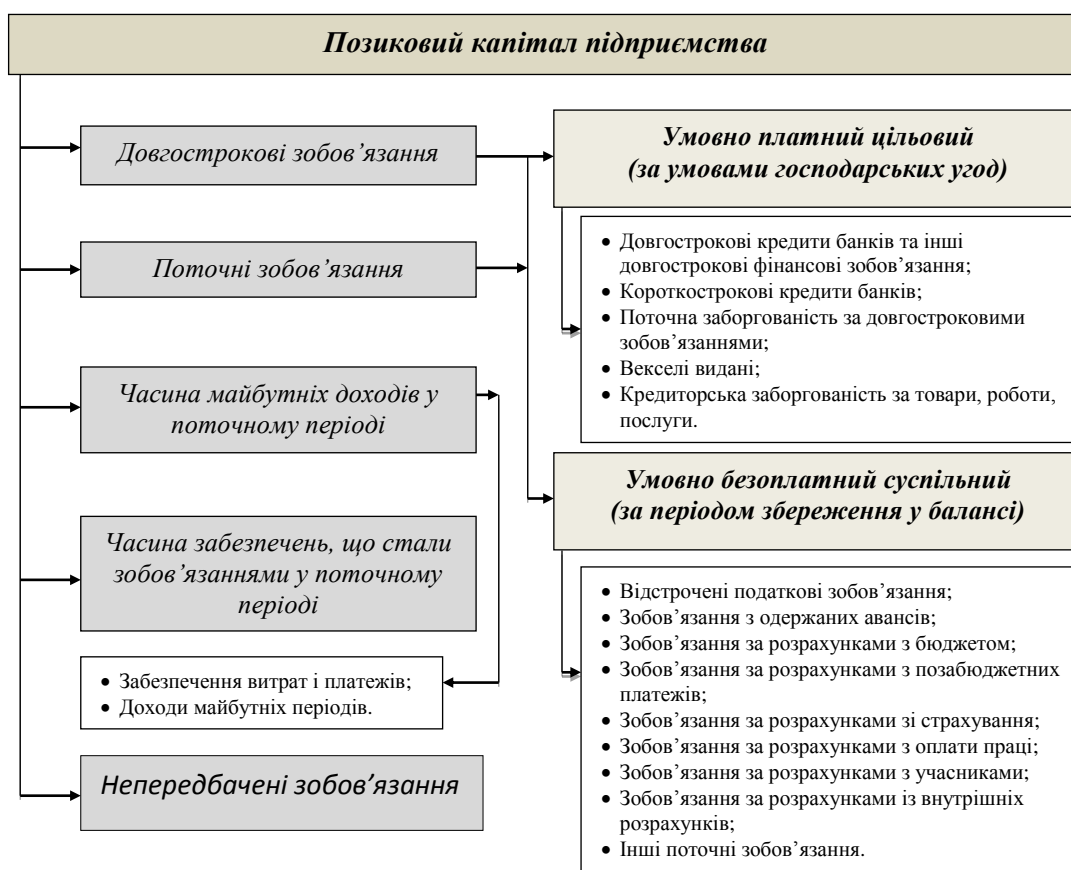 Позиковий капітал підприємства
Довгострокові зобов’язання
Поточні зобов’язання
Часина майбутніх доходів у
поточному періоді
Часина забезпечень, що стали
зобов’язаннями у поточному
періоді
• Забезпечення витрат і платежів;
• Доходи майбутніх періодів.
Непередбачені зобов’язання
Умовно платний цільовий
(за умовами господарських угод)
• Довгострокові кредити банків та інші
довгострокові фінансові зобов’язання;
• Короткострокові кредити банків;
• Поточна заборгованість за довгостроковими
зобов’язаннями;
• Векселі видані;
• Кредиторська заборгованість за товари, роботи,
послуги.
Умовно безоплатний суспільний
(за періодом збереження у балансі)
• Відстрочені податкові зобов’язання;
• Зобов’язання з одержаних авансів;
• Зобов’язання за розрахунками з бюджетом;
• Зобов’язання за розрахунками з позабюджетних
платежів;
• Зобов’язання за розрахунками зі страхування;
• Зобов’язання за розрахунками з оплати праці;
• Зобов’язання за розрахунками з учасниками;
• Зобов’язання за розрахунками із внутрішніх
розрахунків;
• Інші поточні зобов’язання.